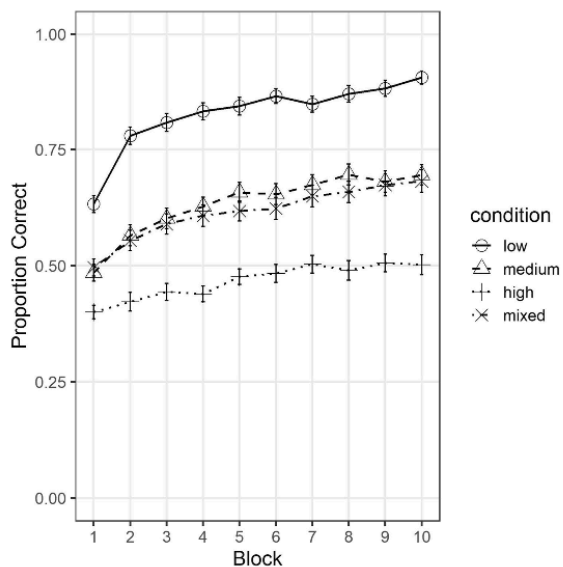 1.00
0.75
0.50
0.25
0.00
Proportion Correct
1 2 3 4 5 6 7 8 9 10
Block
condition
low
medium
high
mixed